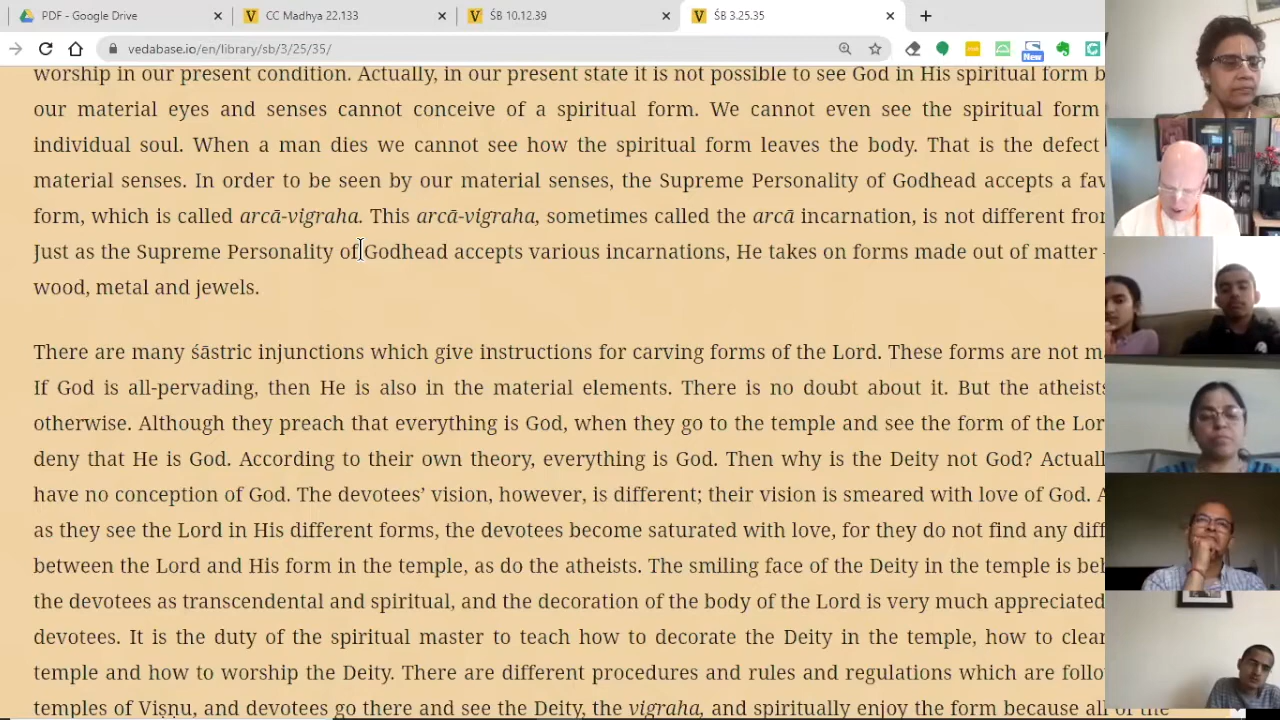 PDF - Google Drive
CC Madhya 22.133
ŚB 10.12.39
ŚB 3.25.35
vedabase.io/en/library/sb/3/25/35/
New
worship in our present condition. Actually, in our present state it is not possible to see God in His spiritual form b
our material eyes and senses cannot conceive of a spiritual form. We cannot even see the spiritual form
individual soul. When a man dies we cannot see how the spiritual form leaves the body. That is the defect
material senses. In order to be seen by our material senses, the Supreme Personality of Godhead accepts a fav
form, which is called arcā-vigraha. This arcā-vigraha, sometimes called the arcā incarnation, is not different from
Just as the Supreme Personality of Godhead accepts various incarnations, He takes on forms made out of matter
wood, metal and jewels.
There are many śāstric injunctions which give instructions for carving forms of the Lord. These forms are not ma
If God is all-pervading, then He is also in the material elements. There is no doubt about it. But the atheists
otherwise. Although they preach that everything is God, when they go to the temple and see the form of the Lor
deny that He is God. According to their own theory, everything is God. Then why is the Deity not God? Actual
have no conception of God. The devotees’ vision, however, is different; their vision is smeared with love of God. A
as they see the Lord in His different forms, the devotees become saturated with love, for they do not find any diff
between the Lord and His form in the temple, as do the atheists. The smiling face of the Deity in the temple is beh
the devotees as transcendental and spiritual, and the decoration of the body of the Lord is very much appreciated
devotees. It is the duty of the spiritual master to teach how to decorate the Deity in the temple, how to clean
temple and how to worship the Deity. There are different procedures and rules and regulations which are follo
temples of Viṣṇu, and devotees go there and see the Deity, the vigraha, and spiritually enjoy the form because all of the